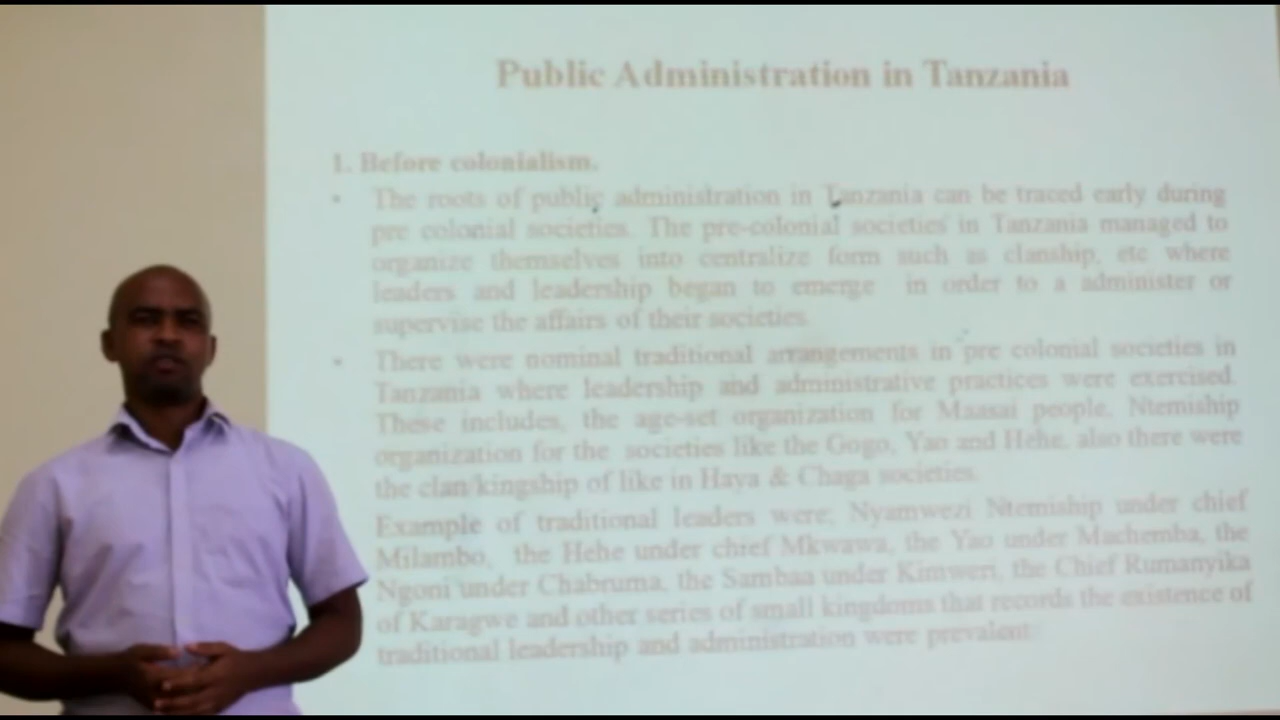 Public Administration in Tanzania
1. Before colonialism.
• The roots of public administration in Tanzania can be traced early during
pre colonial societies. The pre-colonial societies in Tanzania managed to
organize themselves into centralize form such as clanship, etc where
leaders and leadership began to emerge in order to a administer or
supervise the affairs of their societies.
• There were nominal traditional arrangements in pre colonial societies in
Tanzania where leadership and administrative practices were exercised.
These includes, the age-set organization for Maasai people, Ntemiship
organization for the societies like the Gogo, Yao and Hehe, also there were
the clan/kingship of like in Haya & Chaga societies.
Example of traditional leaders were; Nyamwezi Ntemiship under chief
Milambo, the Hehe under chief Mkwawa, the Yao under Machemba, the
Ngoni under Chabruma, the Sambaa under Kimweri, the Chief Rumanyika
of Karagwe and other series of small kingdoms that records the existence of
traditional leadership and administration were prevalent.